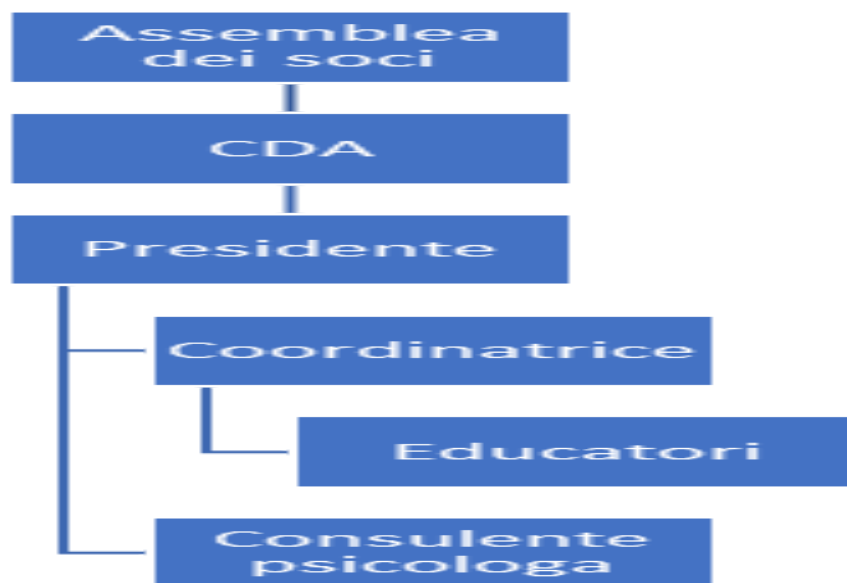 Assemblea
dei soci
CDA
Presidente
Coordinatrice
Educatori
Consulente
psicologa